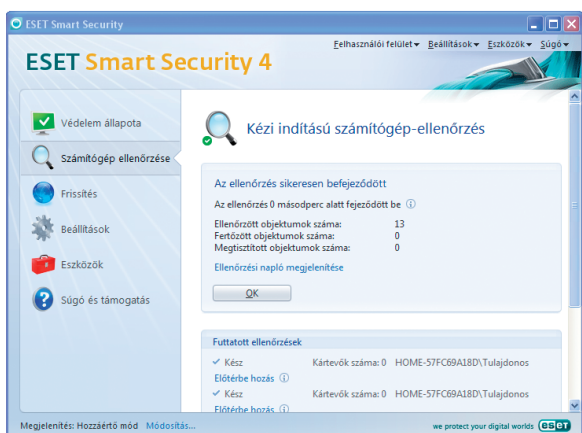 ESET Smart Security
Felhasználói felület Beállítások Eszközök Súgó
ESET Smart Security 4
Védelem állapota
Számítógép ellenőrzése
Frissítés
Beállítások
Eszközök
Súgó és támogatás
Kézi indítású számítógép-ellenőrzés
Az ellenőrzés sikeresen befejeződött
Az ellenőrzés 0 másodperc alatt fejeződött be
Ellenőrzött objektumok száma: 13
Fertőzött objektumok száma: 0
Megtisztított objektumok száma: 0
Ellenőrzési napló megjelenítése
OK
Futtatott ellenőrzések
Kész Kártevők száma: 0 HOME-57FC69A18D\Tulajdonos
Előtérbe hozás
Kész Kártevők száma: 0 HOME-57FC69A18D\Tulajdonos
Előtérbe hozás
Megjelenítés: Hozzáértő mód Módosítás...
we protect your digital worlds eset